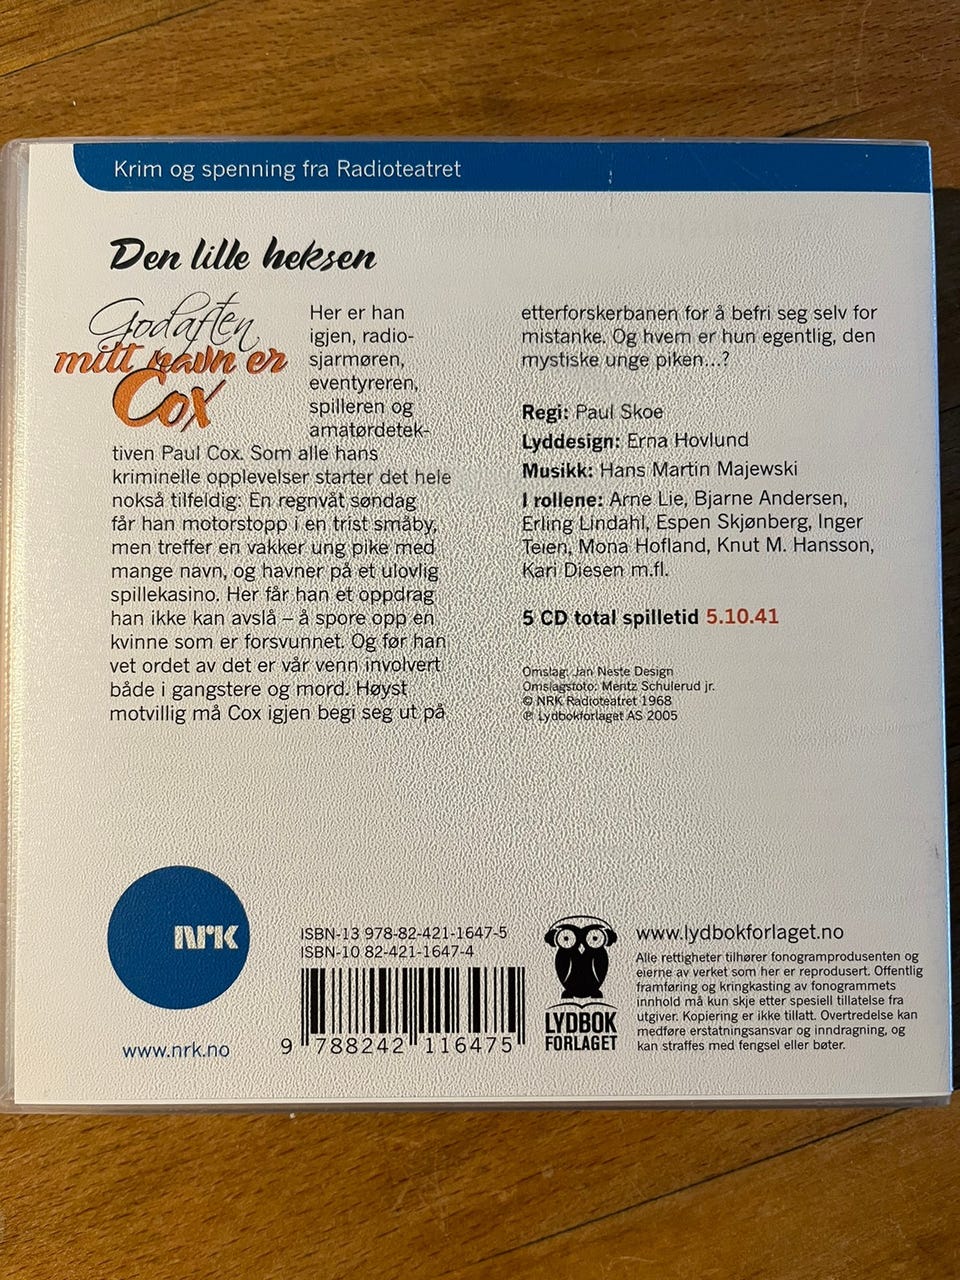 Krim og spenning fra Radioteatret
Den lille heksen
Godaften
mitt navn er
Cox
Her er han
igjen, radio-
sjarmøren,
eventyreren,
spilleren og
amatørdetek-
tiven Paul Cox. Som alle hans
kriminelle opplevelser starter det hele
nokså tilfeldig: En regnvåt søndag
får han motorstopp i en trist småby,
men treffer en vakker ung pike med
mange navn, og havner på et ulovlig
spillekasino. Her får han et oppdrag
han ikke kan avslå – å spore opp en
kvinne som er forsvunnet. Og før han
vet ordet av det er vår venn involvert
både i gangstere og mord. Høyst
motvillig må Cox igjen begi seg ut på
etterforskerbanen for å befri seg selv for
mistanke. Og hvem er hun egentlig, den
mystiske unge piken...?
Regi: Paul Skoe
Lyddesign: Erna Hovlund
Musikk: Hans Martin Majewski
I rollene: Arne Lie, Bjarne Andersen,
Erling Lindahl, Espen Skjønberg, Inger
Teien, Mona Hofland, Knut M. Hansson,
Kari Diesen m.fl.
5 CD total spilletid 5.10.41
Omslag: Jan Neste Design
Omslagsfoto: Mentz Schulerud jr.
© NRK Radioteatret 1968
℗ Lydbokforlaget AS 2005
NRK
www.nrk.no
ISBN-13 978-82-421-1647-5
ISBN-10 82-421-1647-4
9 788242 116475
LYDBOK
FORLAGET
www.lydbokforlaget.no
Alle rettigheter tilhører fonogramprodusenten og
eierne av verket som her er reprodusert. Offentlig
framføring og kringkasting av fonogrammets
innhold må kun skje etter spesiell tillatelse fra
utgiver. Kopiering er ikke tillatt. Overtredelse kan
medføre erstatningsansvar og inndragning, og
kan straffes med fengsel eller bøter.